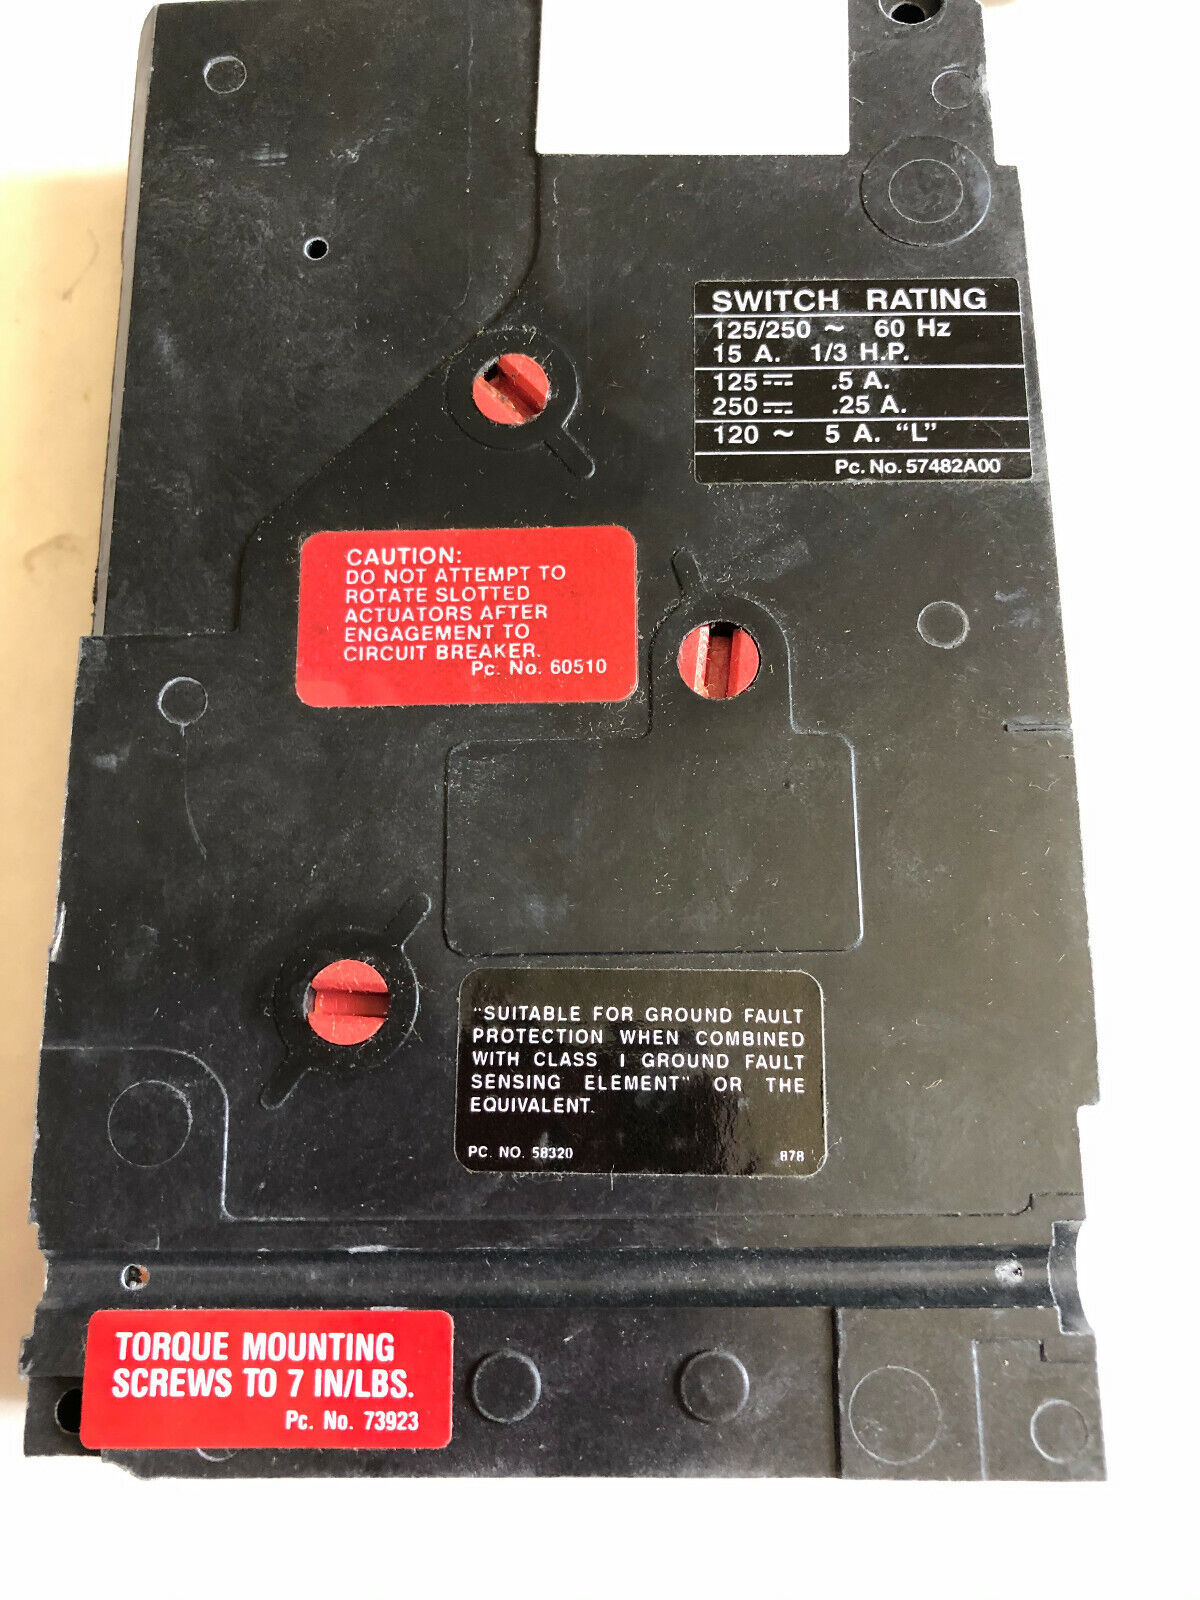 SWITCH RATING
125/250 ~ 60 Hz
15 A. 1/3 H.P.
125⎓ .5 A.
250⎓ .25 A.
120 ~ 5 A. "L"
Pc. No. 57482A00
CAUTION:
DO NOT ATTEMPT TO
ROTATE SLOTTED
ACTUATORS AFTER
ENGAGEMENT TO
CIRCUIT BREAKER.
Pc. No. 60510
"SUITABLE FOR GROUND FAULT
PROTECTION WHEN COMBINED
WITH CLASS I GROUND FAULT
SENSING ELEMENT" OR THE
EQUIVALENT.
PC. NO. 58320 878
TORQUE MOUNTING
SCREWS TO 7 IN/LBS.
Pc. No. 73923